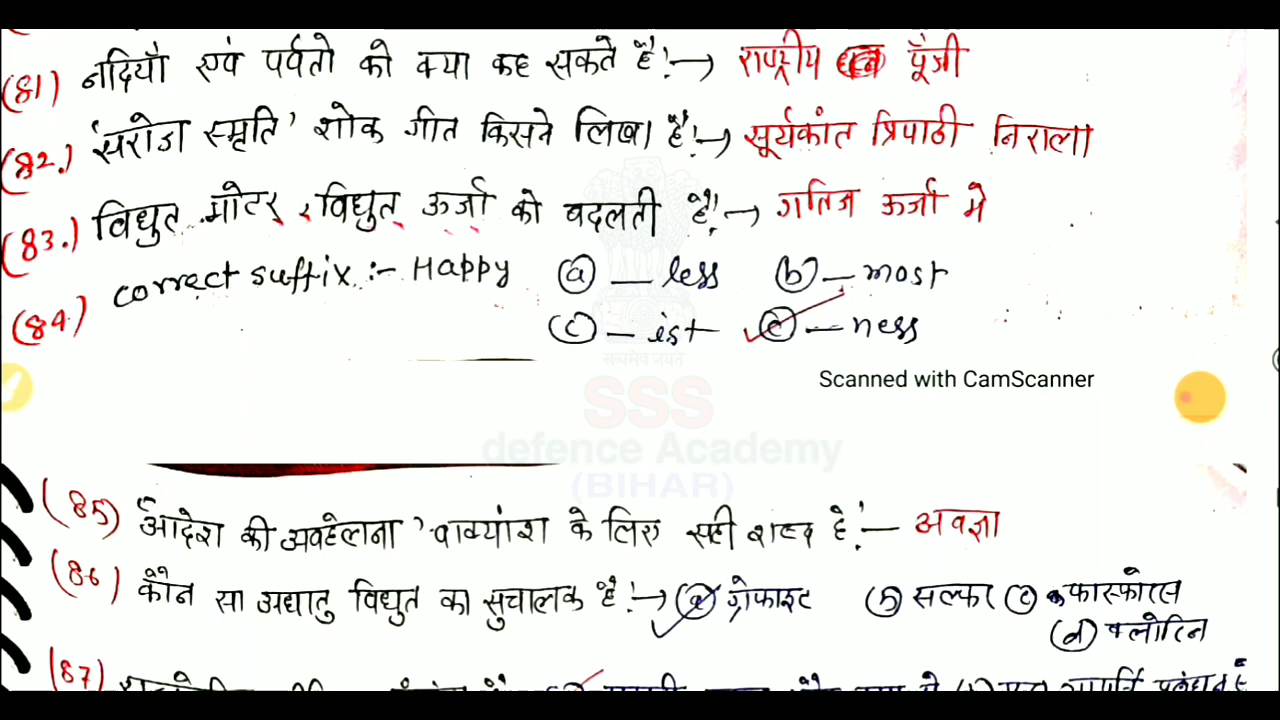 (81) नदियों एवं पर्वतो को क्या कह सकते है!→ राष्ट्रीय पूँजी
(82.) 'सरोज स्मृति' शोक गीत किसने लिखा है!→ सूर्यकांत त्रिपाठी निराला
(83.) विधुत मोटर, विधुत ऊर्जा को बदलती है!→ गतिज ऊर्जा मे
(84) correct suffix :- Happy (a) — less (b) — most
(c) — ist (d) — ness
सत्यमेव जयते
Scanned with CamScanner
SSS
defence Academy
(BIHAR)
(85) "आदेश की अवहेलना' वाक्यांश के लिए सही शब्द है!— अवज्ञा
(86) कौन सा अधातु विधुत का सुचालक है!→ (a) ग्रेफाइट (b) सल्फर (c) फास्फोरस
(d) क्लोरिन
(87)